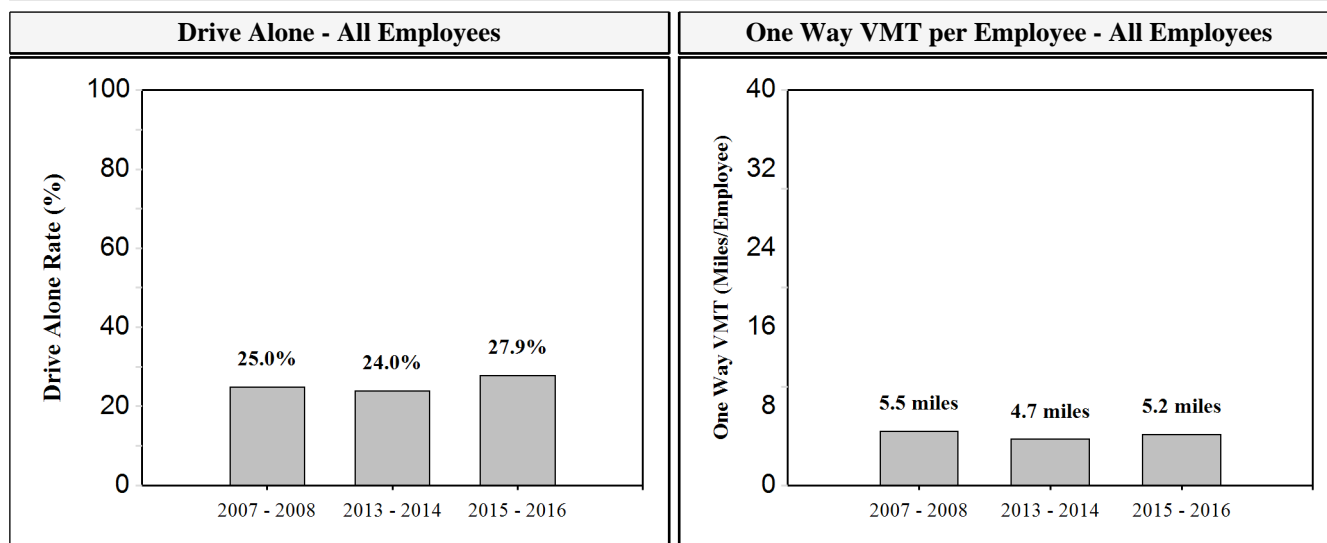 Drive Alone - All Employees
100
80
60
40
20
0
Drive Alone Rate (%)
25.0%
24.0%
27.9%
2007 - 2008
2013 - 2014
2015 - 2016
One Way VMT per Employee - All Employees
40
32
24
16
8
0
One Way VMT (Miles/Employee)
5.5 miles
4.7 miles
5.2 miles
2007 - 2008
2013 - 2014
2015 - 2016